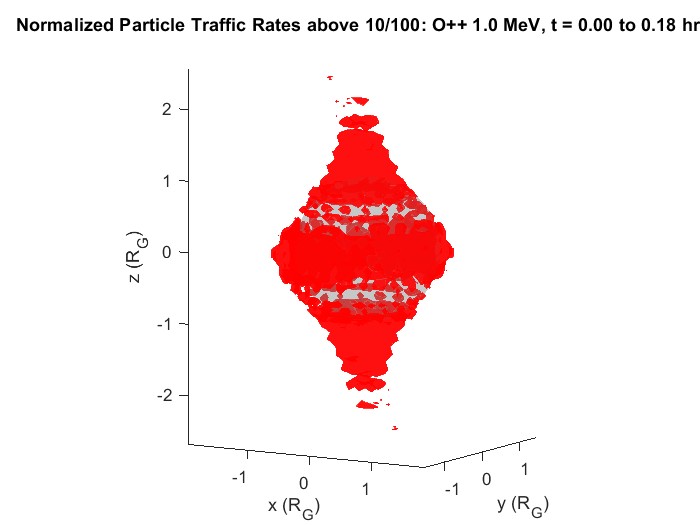 Normalized Particle Traffic Rates above 10/100: O++ 1.0 MeV, t = 0.00 to 0.18 hr
2
1
0
-1
-2
z (R_G)
-1
0
1
x (R_G)
-1
0
1
y (R_G)